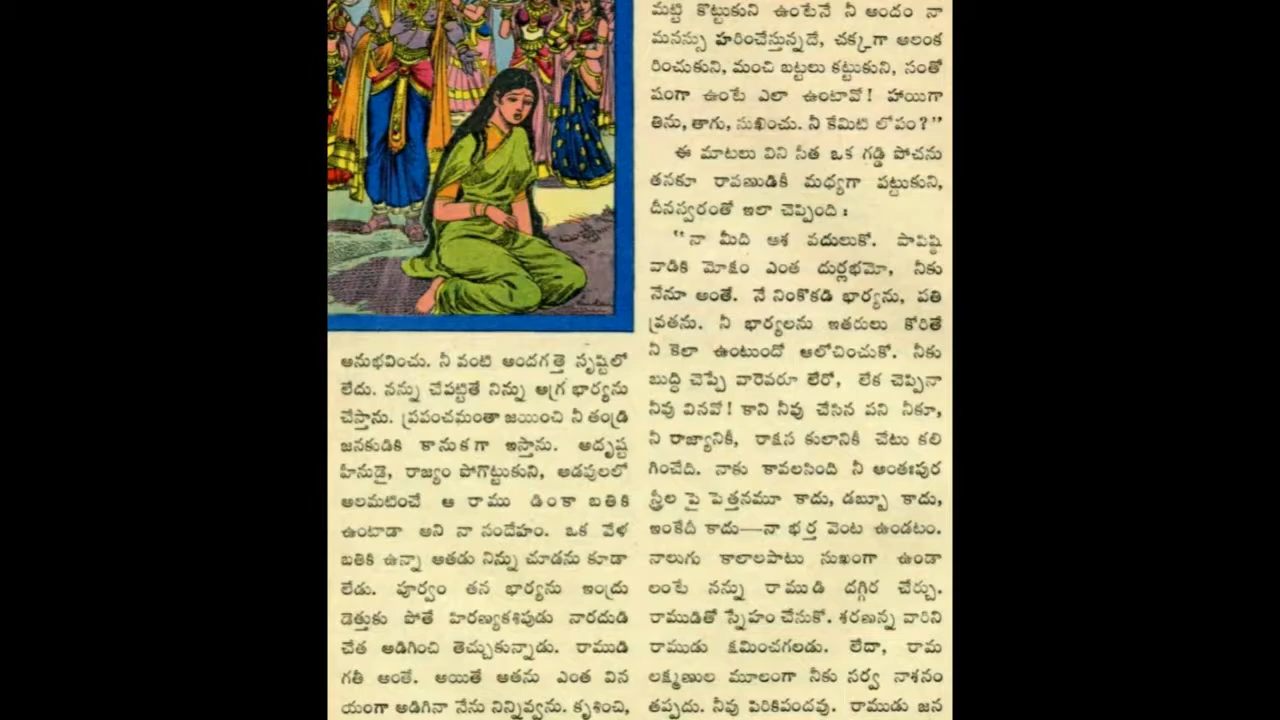 అనుభవించు. నీ వంటి అందగత్తె సృష్టిలో
లేదు. నన్ను చేపట్టితే నిన్ను అగ్ర భార్యను
చేస్తాను. ప్రపంచమంతా జయించి నీ తండ్రి
జనకుడికి కానుకగా ఇస్తాను. అదృష్ట
హీనుడై, రాజ్యం పోగొట్టుకుని, అడవులలో
అలమటించే ఆ రాము డింకా బతికి
ఉంటాడా అని నా సందేహం. ఒక వేళ
బతికి ఉన్నా అతడు నిన్ను చూడను కూడా
లేడు. పూర్వం తన భార్యను ఇంద్రు
డెత్తుకు పోతే హిరణ్యకశిపుడు నారదుడి
చేత అడిగించి తెచ్చుకున్నాడు. రాముడి
గతీ అంతే. అయితే అతను ఎంత విన
యంగా అడిగినా నేను నిన్నివ్వను. కృశించి,
మట్టి కొట్టుకుని ఉంటేనే నీ అందం నా
మనస్సు హరించేస్తున్నదే, చక్కగా అలంక
రించుకుని, మంచి బట్టలు కట్టుకుని, సంతో
షంగా ఉంటే ఎలా ఉంటావో! హాయిగా
తిను, తాగు, సుఖించు. నీ కేమిటి లోపం?”
ఈ మాటలు విని సీత ఒక గడ్డి పోచను
తనకూ రావణుడికీ మధ్యగా పట్టుకుని,
దీనస్వరంతో ఇలా చెప్పింది:
“నా మీది ఆశ వదులుకో. పాపిష్ఠి
వాడికి మోక్షం ఎంత దుర్లభమో, నీకు
నేనూ అంతే. నే నింకొకడి భార్యను, పతి
వ్రతను. నీ భార్యలను ఇతరులు కోరితే
నీ కెలా ఉంటుందో ఆలోచించుకో. నీకు
బుద్ధి చెప్పే వారెవరూ లేరో, లేక చెప్పినా
నీవు వినవో! కాని నీవు చేసిన పని నీకూ,
నీ రాజ్యానికీ, రాక్షస కులానికీ చేటు కలి
గించేది. నాకు కావలసింది నీ అంతఃపుర
స్త్రీల పై పెత్తనమూ కాదు, డబ్బూ కాదు,
ఇంకేదీ కాదు—నా భర్త వెంట ఉండటం.
నాలుగు కాలాలపాటు సుఖంగా ఉండా
లంటే నన్ను రాముడి దగ్గిర చేర్చు.
రాముడితో స్నేహం చేసుకో. శరణన్న వారిని
రాముడు క్షమించగలడు. లేదా, రామ
లక్ష్మణుల మూలంగా నీకు సర్వ నాశనం
తప్పదు. నీవు పిరికిపందవు. రాముడు జన